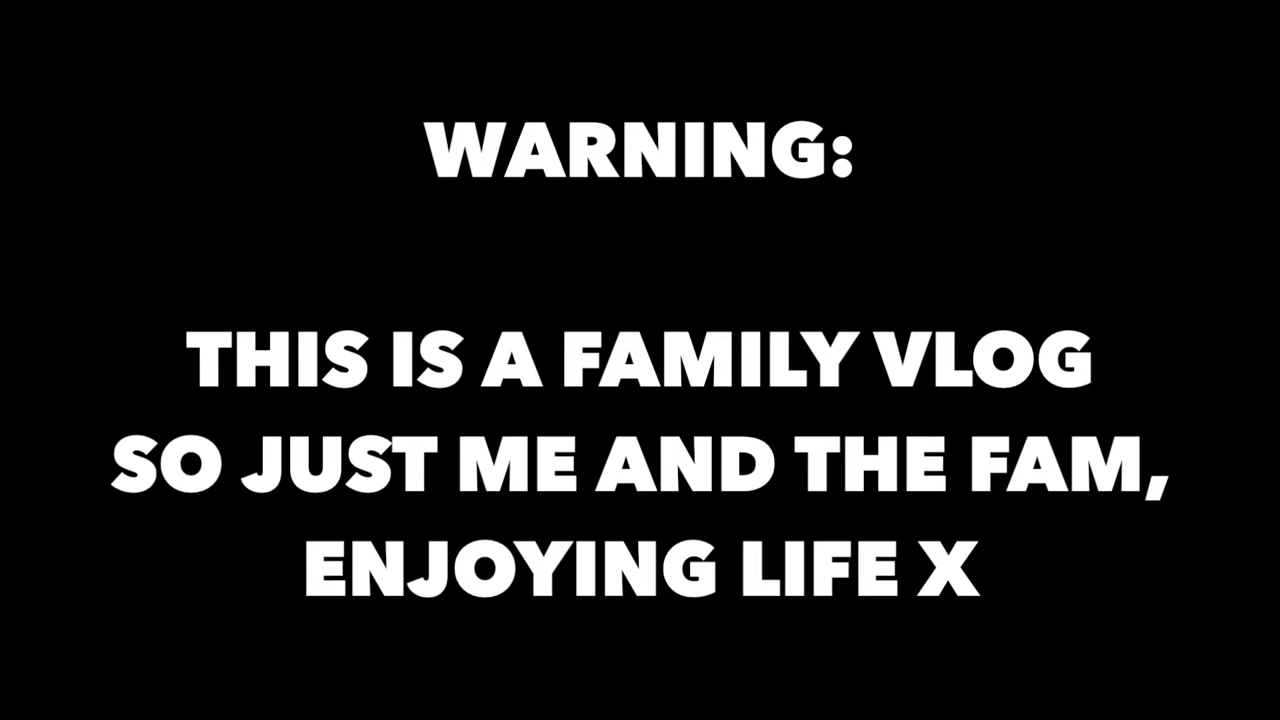 WARNING:
THIS IS A FAMILY VLOG
SO JUST ME AND THE FAM,
ENJOYING LIFE X